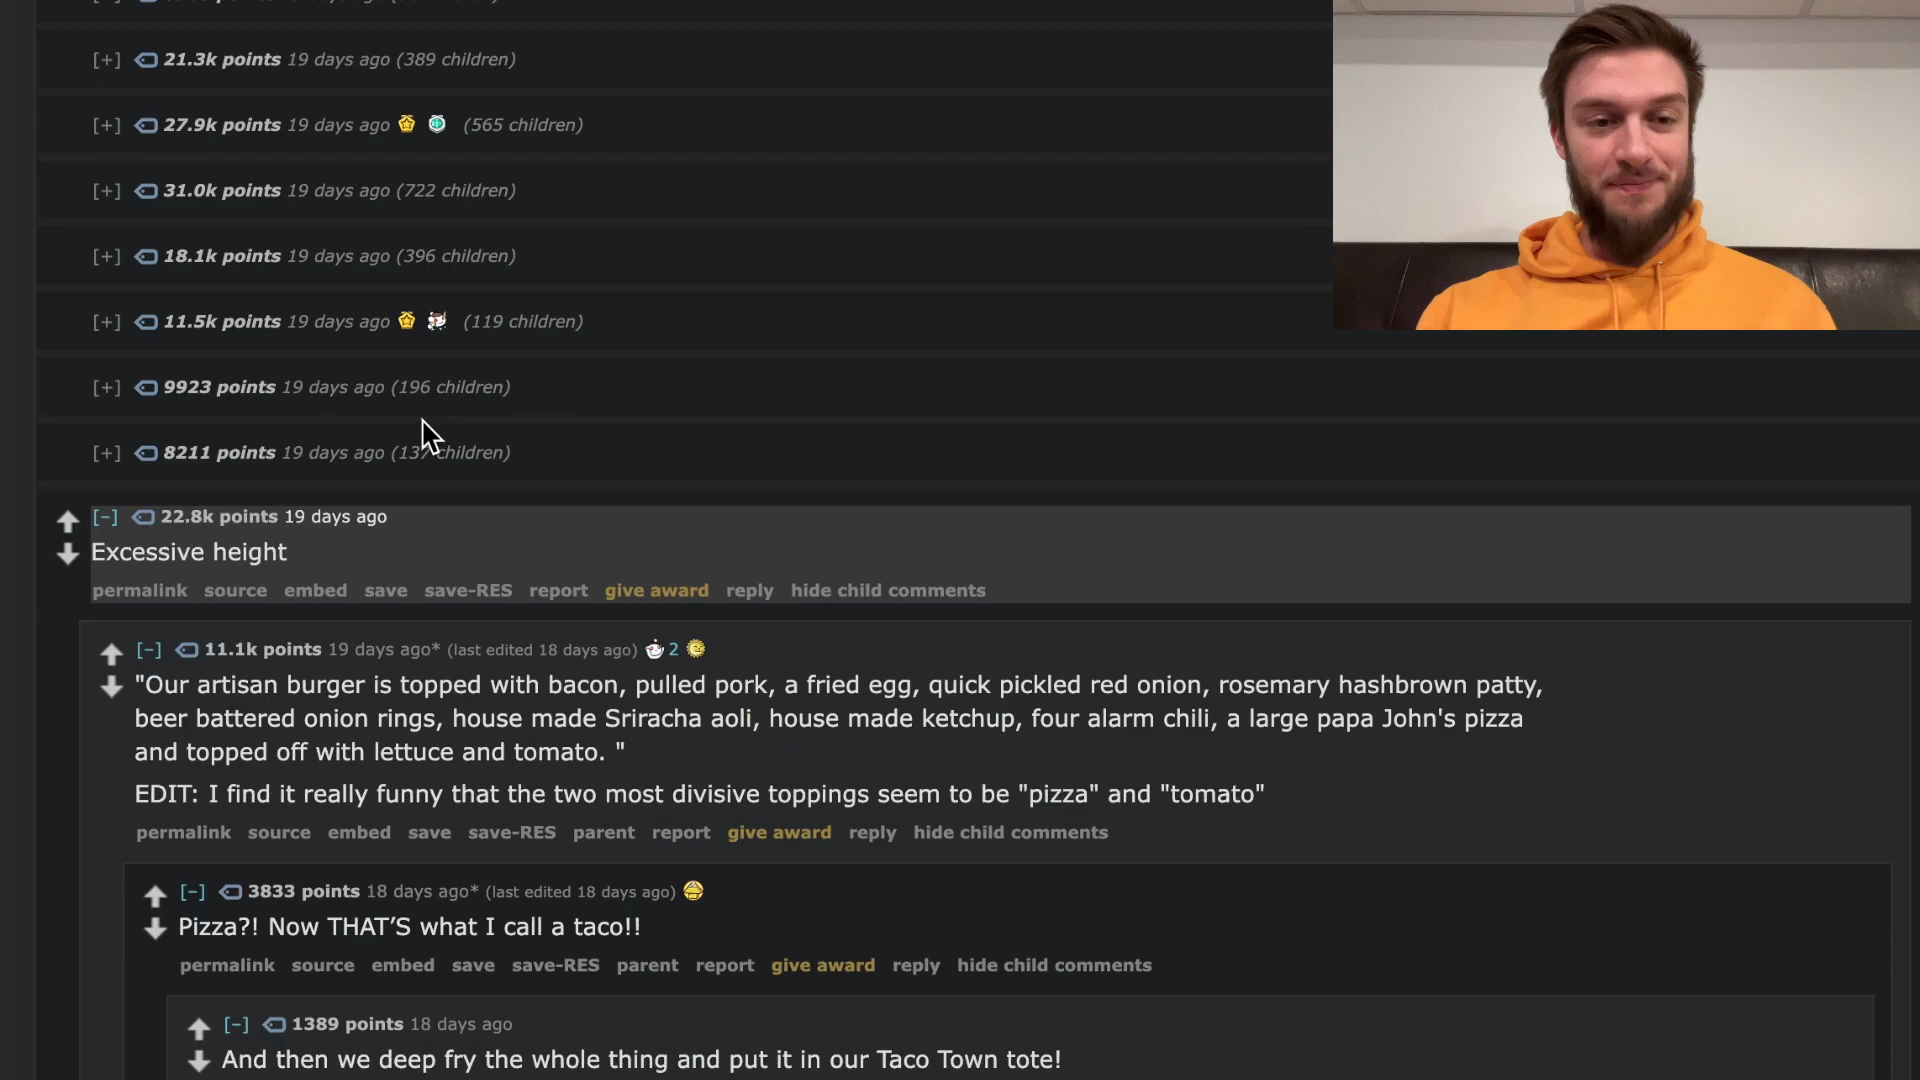 [+] 21.3k points 19 days ago (389 children)
[+] 27.9k points 19 days ago (565 children)
[+] 31.0k points 19 days ago (722 children)
[+] 18.1k points 19 days ago (396 children)
[+] 11.5k points 19 days ago (119 children)
[+] 9923 points 19 days ago (196 children)
[+] 8211 points 19 days ago (137 children)
[−] 22.8k points 19 days ago
Excessive height
permalink source embed save save-RES report give award reply hide child comments
[−] 11.1k points 19 days ago* (last edited 18 days ago) 2
"Our artisan burger is topped with bacon, pulled pork, a fried egg, quick pickled red onion, rosemary hashbrown patty,
beer battered onion rings, house made Sriracha aoli, house made ketchup, four alarm chili, a large papa John's pizza
and topped off with lettuce and tomato. "
EDIT: I find it really funny that the two most divisive toppings seem to be "pizza" and "tomato"
permalink source embed save save-RES parent report give award reply hide child comments
[−] 3833 points 18 days ago* (last edited 18 days ago)
Pizza?! Now THAT’S what I call a taco!!
permalink source embed save save-RES parent report give award reply hide child comments
[−] 1389 points 18 days ago
And then we deep fry the whole thing and put it in our Taco Town tote!